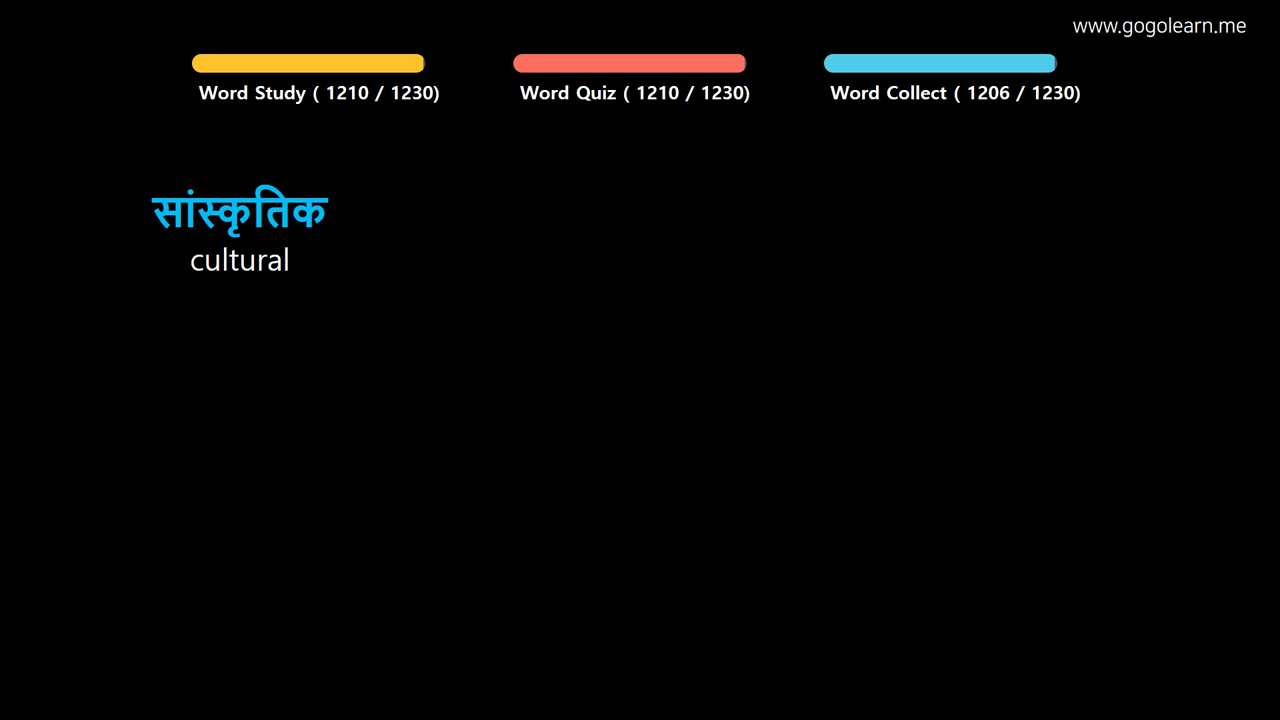 www.gogolearn.me
Word Study ( 1210 / 1230)
Word Quiz ( 1210 / 1230)
Word Collect ( 1206 / 1230)
सांस्कृतिक
cultural